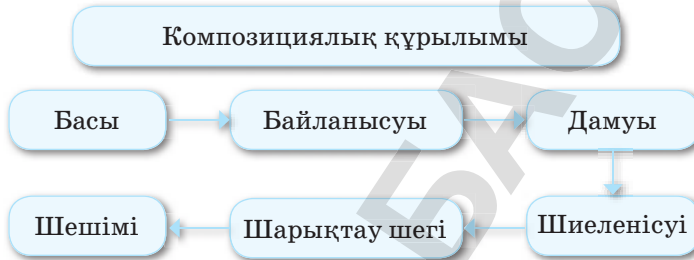 Композициялық құрылымы
Басы
Байланысуы
Дамуы
Шиеленісуі
Шарықтау шегі
Шешімі